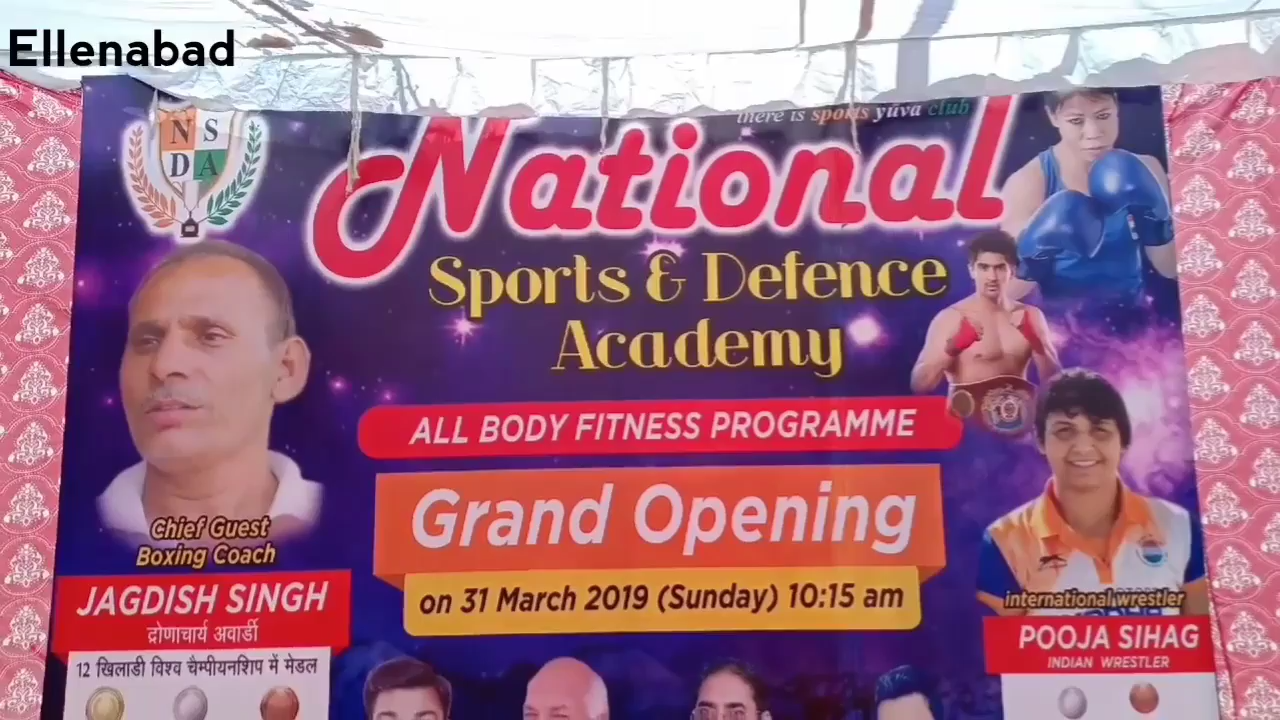 Ellenabad
N S
D A
there is sports yuva club
National
Sports & Defence
Academy
ALL BODY FITNESS PROGRAMME
Grand Opening
on 31 March 2019 (Sunday) 10:15 am
Chief Guest
Boxing Coach
JAGDISH SINGH
द्रोणाचार्य अवार्डी
12 खिलाडी विश्व चैम्पीयनशिप में मेडल
international wrestler
POOJA SIHAG
INDIAN WRESTLER